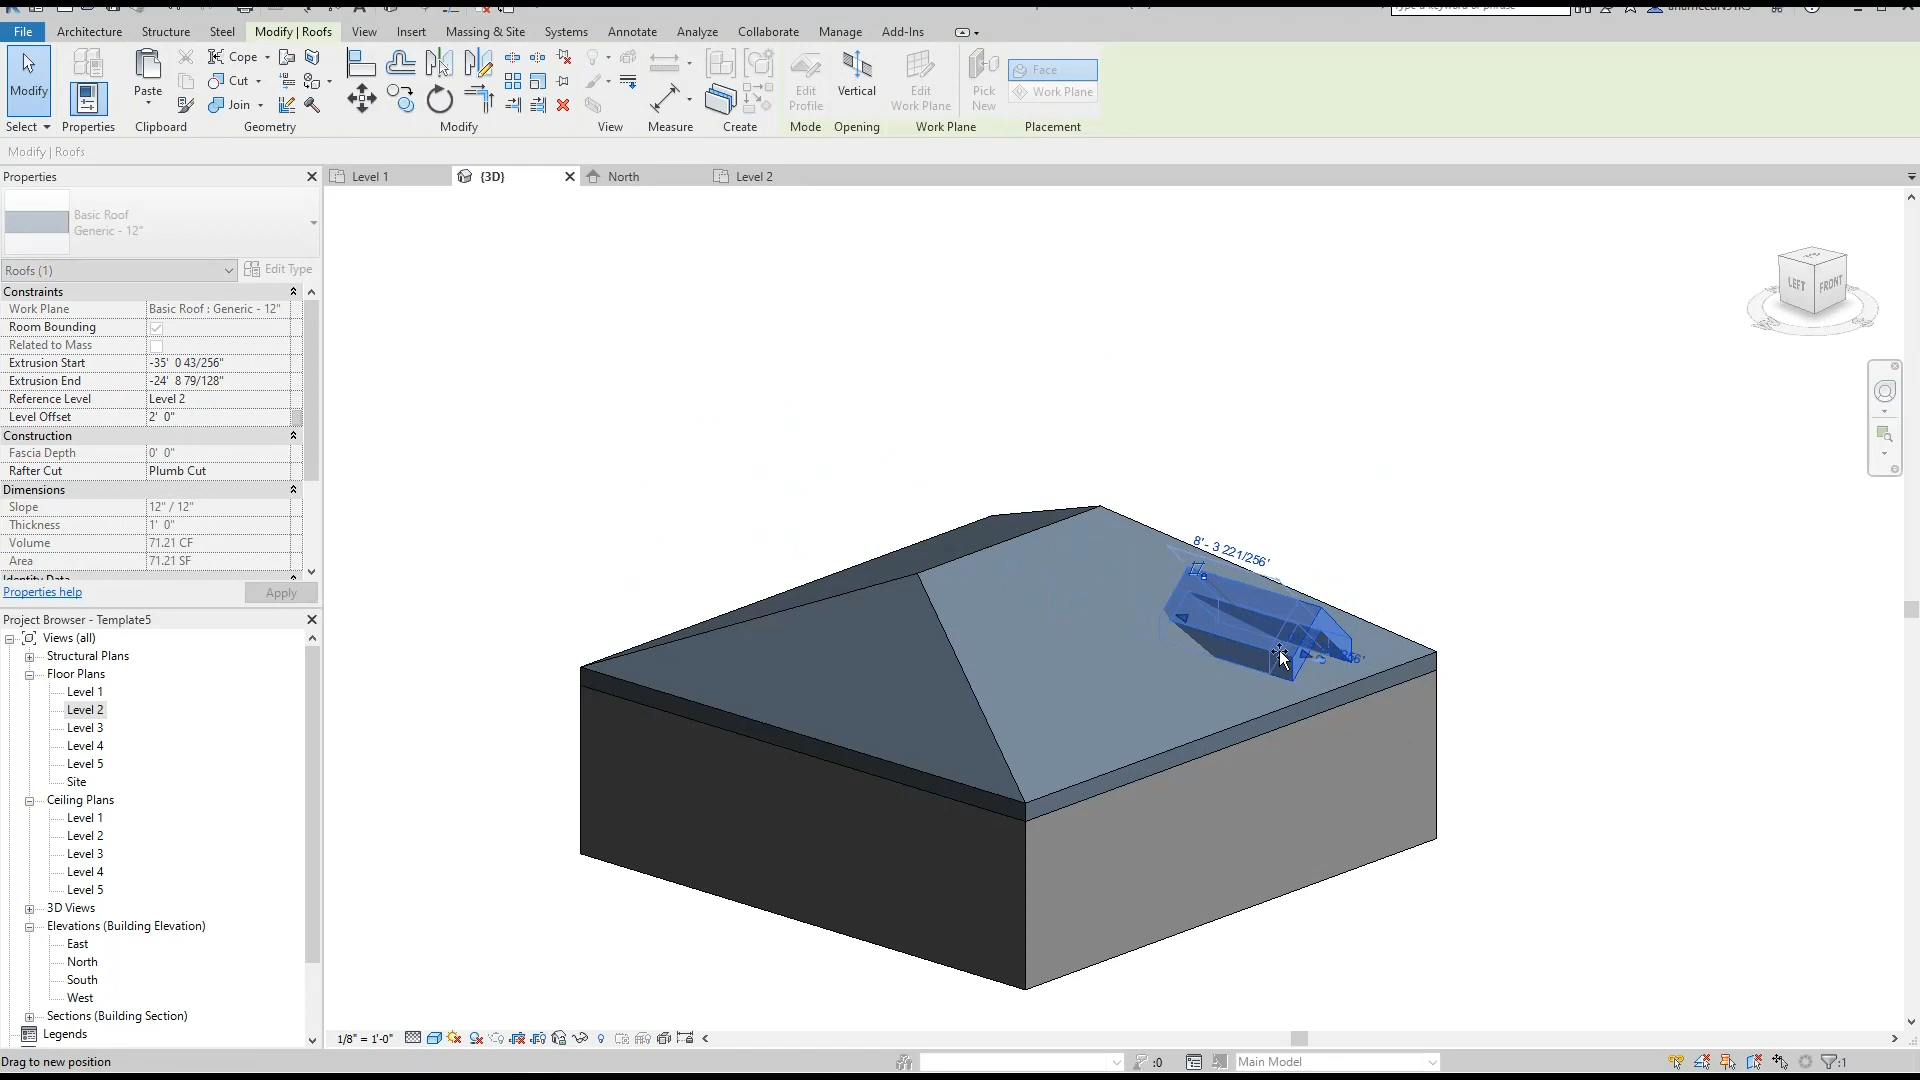 File Architecture Structure Steel Modify | Roofs View Insert Massing & Site Systems Annotate Analyze Collaborate Manage Add-Ins
Modify
Paste
Cope
Cut
Join
Edit Profile
Vertical
Edit Work Plane
Pick New
Face
Work Plane
Select Properties Clipboard Geometry Modify View Measure Create Mode Opening Work Plane Placement
Modify | Roofs
Properties
Level 1 {3D} North Level 2
Basic Roof
Generic - 12"
Roofs (1) Edit Type
Constraints
Work Plane Basic Roof : Generic - 12"
Room Bounding
Related to Mass
Extrusion Start -35' 0 43/256"
Extrusion End -24' 8 79/128"
Reference Level Level 2
Level Offset 2' 0"
Construction
Fascia Depth 0' 0"
Rafter Cut Plumb Cut
Dimensions
Slope 12" / 12"
Thickness 1' 0"
Volume 71.21 CF
Area 71.21 SF
Identity Data
Properties help Apply
Project Browser - Template5
Views (all)
Structural Plans
Floor Plans
Level 1
Level 2
Level 3
Level 4
Level 5
Site
Ceiling Plans
Level 1
Level 2
Level 3
Level 4
Level 5
3D Views
Elevations (Building Elevation)
East
North
South
West
Sections (Building Section)
Legends
8' - 3 221/256"
LEFT FRONT
1/8" = 1'-0"
Drag to new position
:0
Main Model
:1